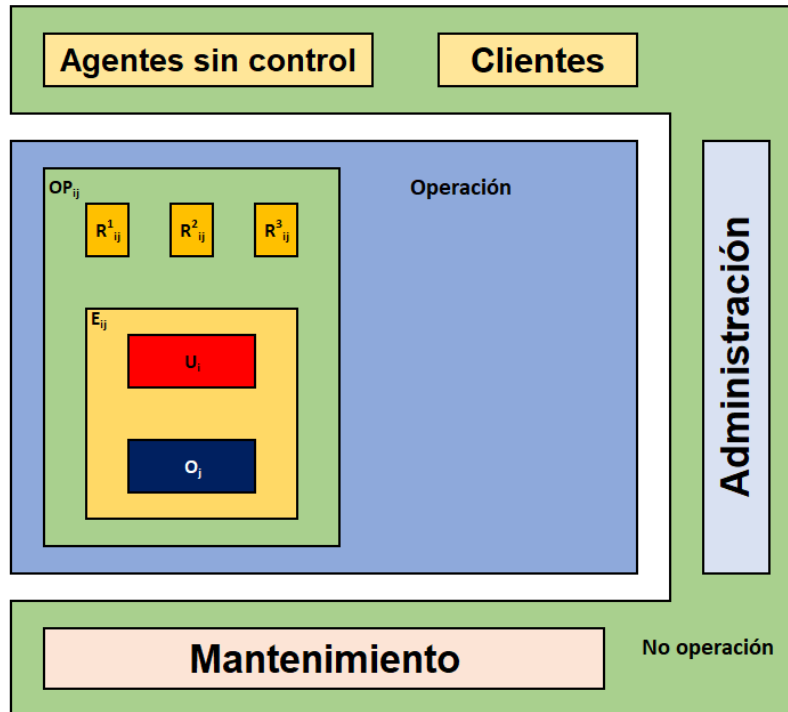 Agentes sin control
Clientes
OPij
Operación
R1ij
R2ij
R3ij
Eij
Ui
Oj
Administración
Mantenimiento
No operación